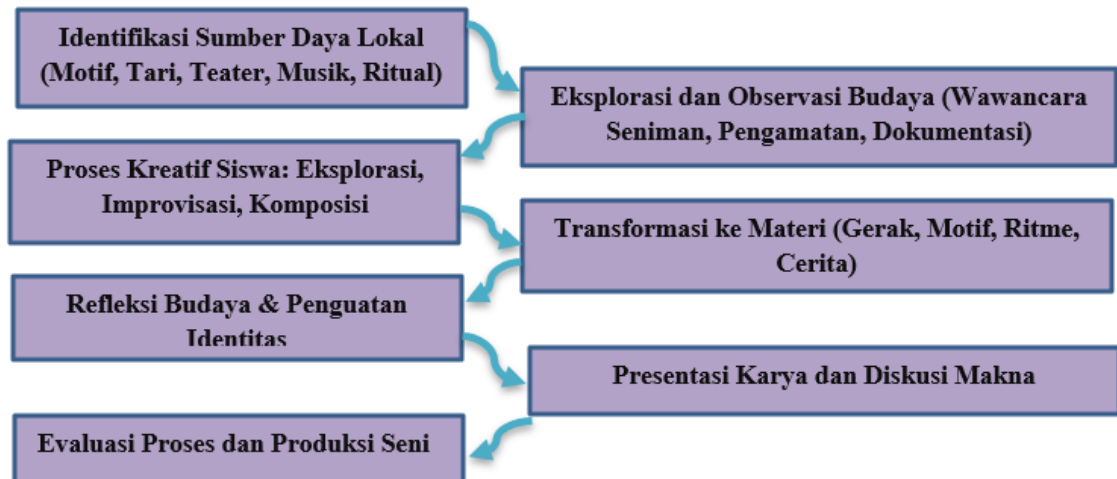 Identifikasi Sumber Daya Lokal
(Motif, Tari, Teater, Musik, Ritual)
Eksplorasi dan Observasi Budaya (Wawancara
Seniman, Pengamatan, Dokumentasi)
Proses Kreatif Siswa: Eksplorasi,
Improvisasi, Komposisi
Transformasi ke Materi (Gerak, Motif, Ritme,
Cerita)
Refleksi Budaya & Penguatan
Identitas
Presentasi Karya dan Diskusi Makna
Evaluasi Proses dan Produksi Seni